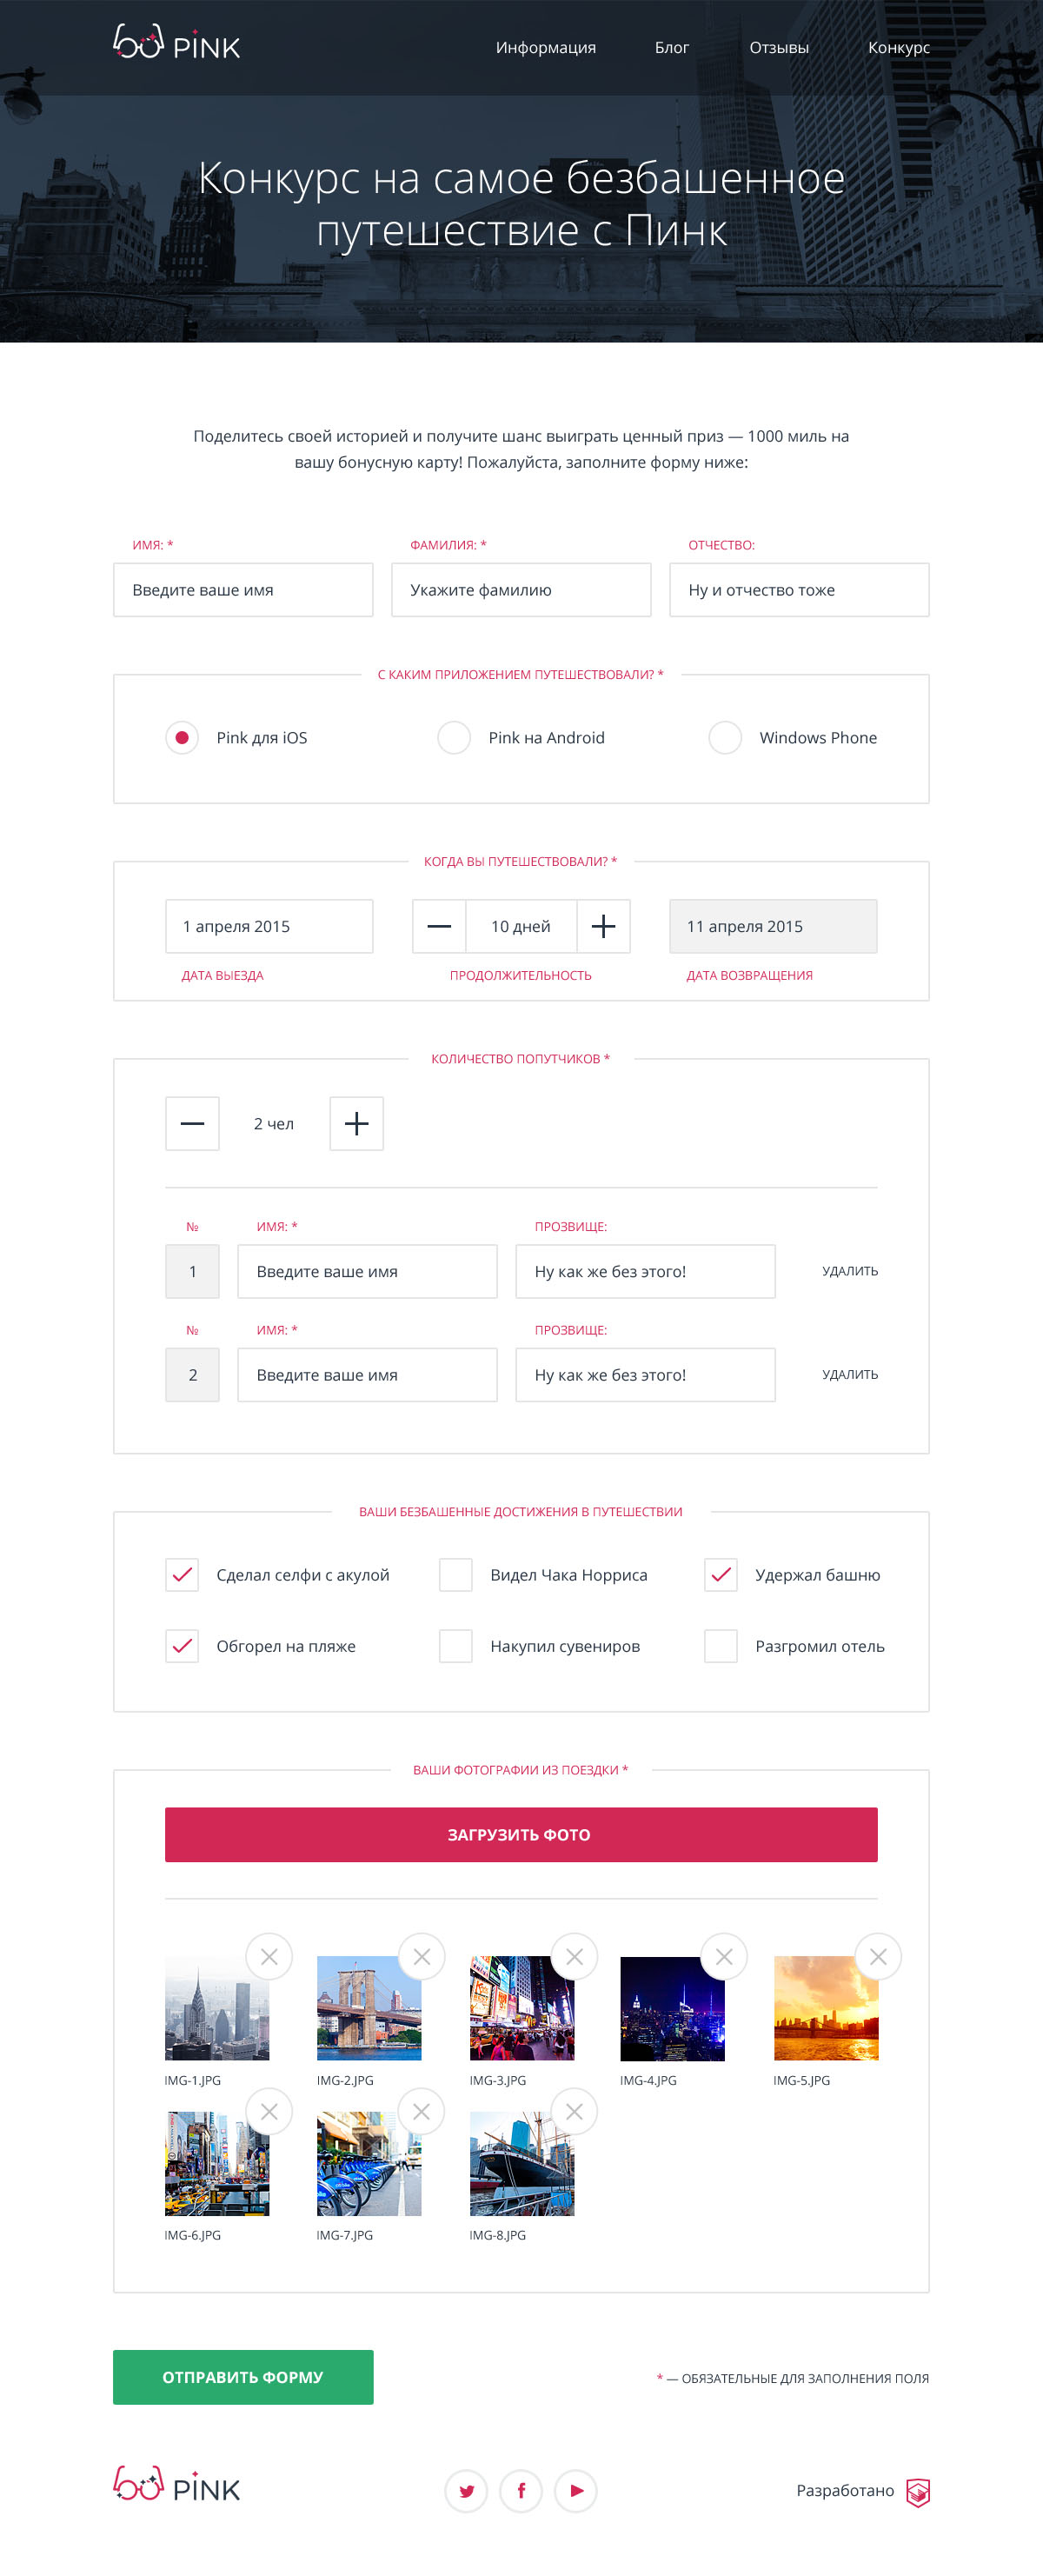 PINK
Информация Блог Отзывы Конкурс
Конкурс на самое безбашенное
путешествие с Пинк
Поделитесь своей историей и получите шанс выиграть ценный приз — 1000 миль на
вашу бонусную карту! Пожалуйста, заполните форму ниже:
ИМЯ: * ФАМИЛИЯ: * ОТЧЕСТВО:
Введите ваше имя Укажите фамилию Ну и отчество тоже
С КАКИМ ПРИЛОЖЕНИЕМ ПУТЕШЕСТВОВАЛИ? *
Pink для iOS Pink на Android Windows Phone
КОГДА ВЫ ПУТЕШЕСТВОВАЛИ? *
1 апреля 2015 10 дней 11 апреля 2015
ДАТА ВЫЕЗДА ПРОДОЛЖИТЕЛЬНОСТЬ ДАТА ВОЗВРАЩЕНИЯ
КОЛИЧЕСТВО ПОПУТЧИКОВ *
2 чел
№ ИМЯ: * ПРОЗВИЩЕ:
1 Введите ваше имя Ну как же без этого! УДАЛИТЬ
№ ИМЯ: * ПРОЗВИЩЕ:
2 Введите ваше имя Ну как же без этого! УДАЛИТЬ
ВАШИ БЕЗБАШЕННЫЕ ДОСТИЖЕНИЯ В ПУТЕШЕСТВИИ
Сделал селфи с акулой Видел Чака Норриса Удержал башню
Обгорел на пляже Накупил сувениров Разгромил отель
ВАШИ ФОТОГРАФИИ ИЗ ПОЕЗДКИ *
ЗАГРУЗИТЬ ФОТО
IMG-1.JPG IMG-2.JPG IMG-3.JPG IMG-4.JPG IMG-5.JPG
IMG-6.JPG IMG-7.JPG IMG-8.JPG
ОТПРАВИТЬ ФОРМУ * — ОБЯЗАТЕЛЬНЫЕ ДЛЯ ЗАПОЛНЕНИЯ ПОЛЯ
PINK Разработано